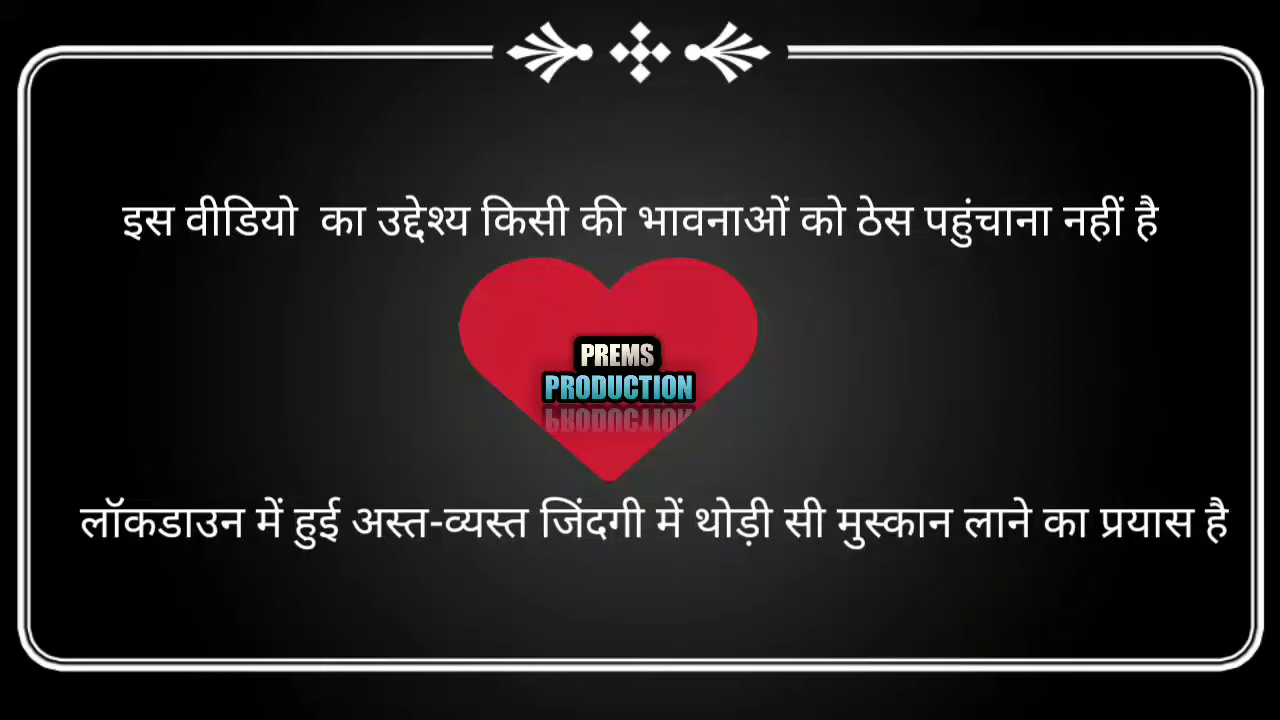 इस वीडियो का उद्देश्य किसी की भावनाओं को ठेस पहुंचाना नहीं है
PREMS
PRODUCTION
लॉकडाउन में हुई अस्त-व्यस्त जिंदगी में थोड़ी सी मुस्कान लाने का प्रयास है